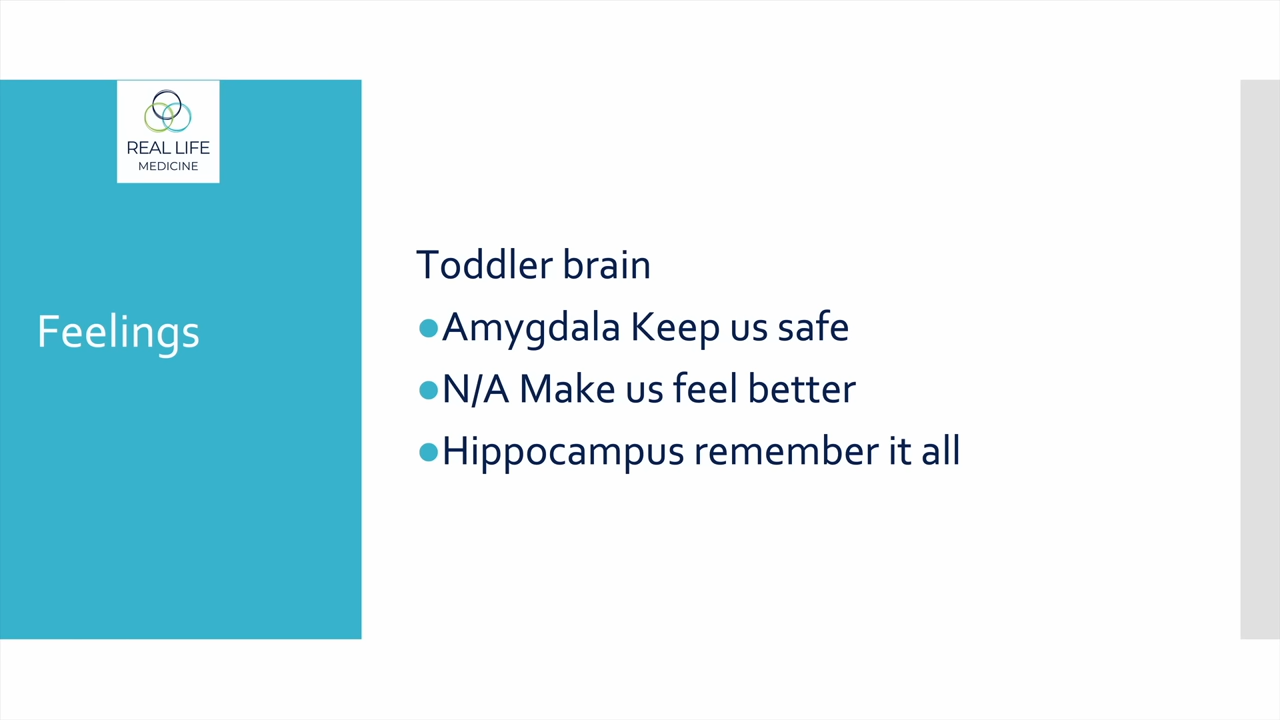 REAL LIFE
MEDICINE
Feelings
Toddler brain
●Amygdala Keep us safe
●N/A Make us feel better
●Hippocampus remember it all